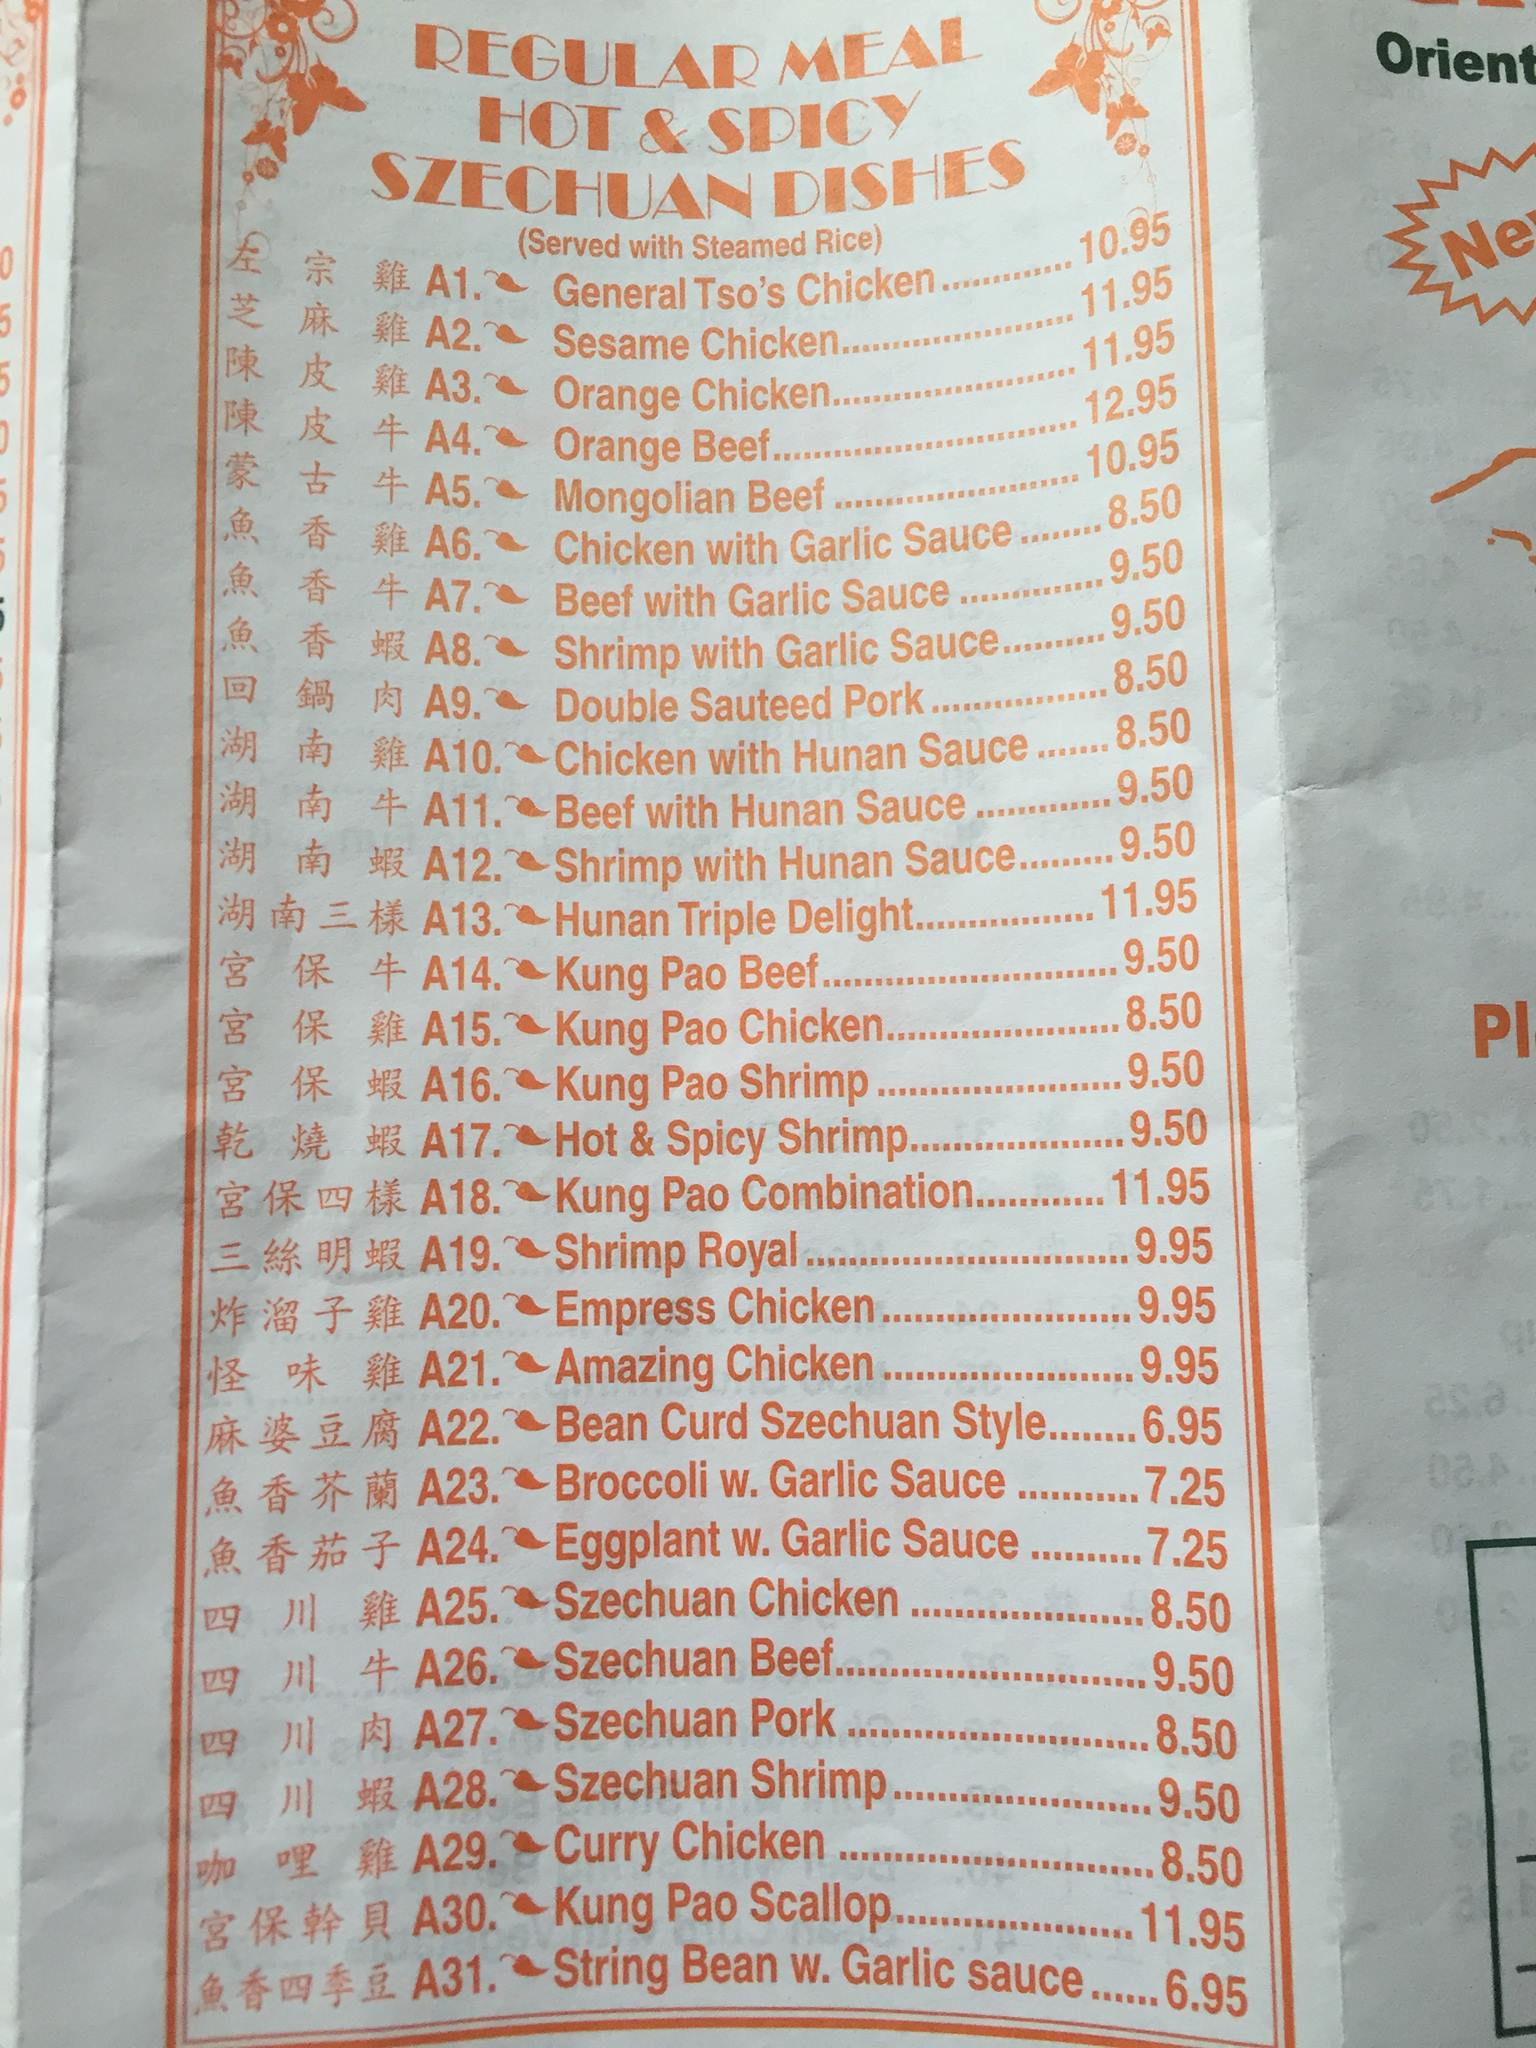 REGULAR MEAL
HOT & SPICY
SZECHUAN DISHES
(Served with Steamed Rice)
左宗雞 A1. General Tso's Chicken 10.95
芝麻雞 A2. Sesame Chicken 11.95
陳皮雞 A3. Orange Chicken 11.95
陳皮牛 A4. Orange Beef 12.95
蒙古牛 A5. Mongolian Beef 10.95
魚香雞 A6. Chicken with Garlic Sauce 8.50
魚香牛 A7. Beef with Garlic Sauce 9.50
魚香蝦 A8. Shrimp with Garlic Sauce 9.50
回鍋肉 A9. Double Sauteed Pork 8.50
湖南雞 A10. Chicken with Hunan Sauce 8.50
湖南牛 A11. Beef with Hunan Sauce 9.50
湖南蝦 A12. Shrimp with Hunan Sauce 9.50
湖南三樣 A13. Hunan Triple Delight 11.95
宮保牛 A14. Kung Pao Beef 9.50
宮保雞 A15. Kung Pao Chicken 8.50
宮保蝦 A16. Kung Pao Shrimp 9.50
乾燒蝦 A17. Hot & Spicy Shrimp 9.50
宮保四樣 A18. Kung Pao Combination 11.95
三絲明蝦 A19. Shrimp Royal 9.95
炸溜子雞 A20. Empress Chicken 9.95
怪味雞 A21. Amazing Chicken 9.95
麻婆豆腐 A22. Bean Curd Szechuan Style 6.95
魚香芥蘭 A23. Broccoli w. Garlic Sauce 7.25
魚香茄子 A24. Eggplant w. Garlic Sauce 7.25
四川雞 A25. Szechuan Chicken 8.50
四川牛 A26. Szechuan Beef 9.50
四川肉 A27. Szechuan Pork 8.50
四川蝦 A28. Szechuan Shrimp 9.50
咖哩雞 A29. Curry Chicken 8.50
宮保幹貝 A30. Kung Pao Scallop 11.95
魚香四季豆 A31. String Bean w. Garlic sauce 6.95
Orient
Ne
Pl